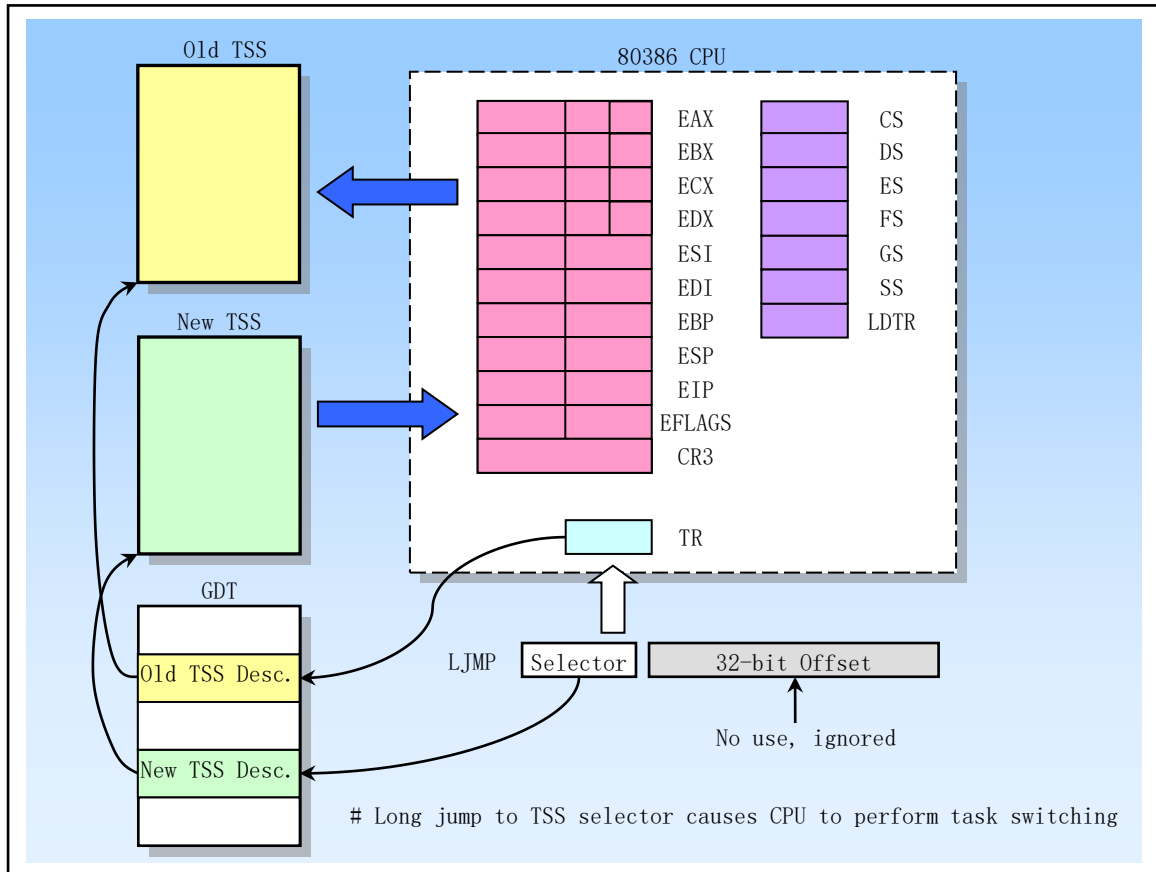 Old TSS
80386 CPU
EAX
CS
EBX
DS
ECX
ES
EDX
FS
ESI
GS
EDI
SS
New TSS
EBP
LDTR
ESP
EIP
EFLAGS
CR3
TR
GDT
LJMP
Selector
32-bit Offset
Old TSS Desc.
No use, ignored
New TSS Desc.
# Long jump to TSS selector causes CPU to perform task switching